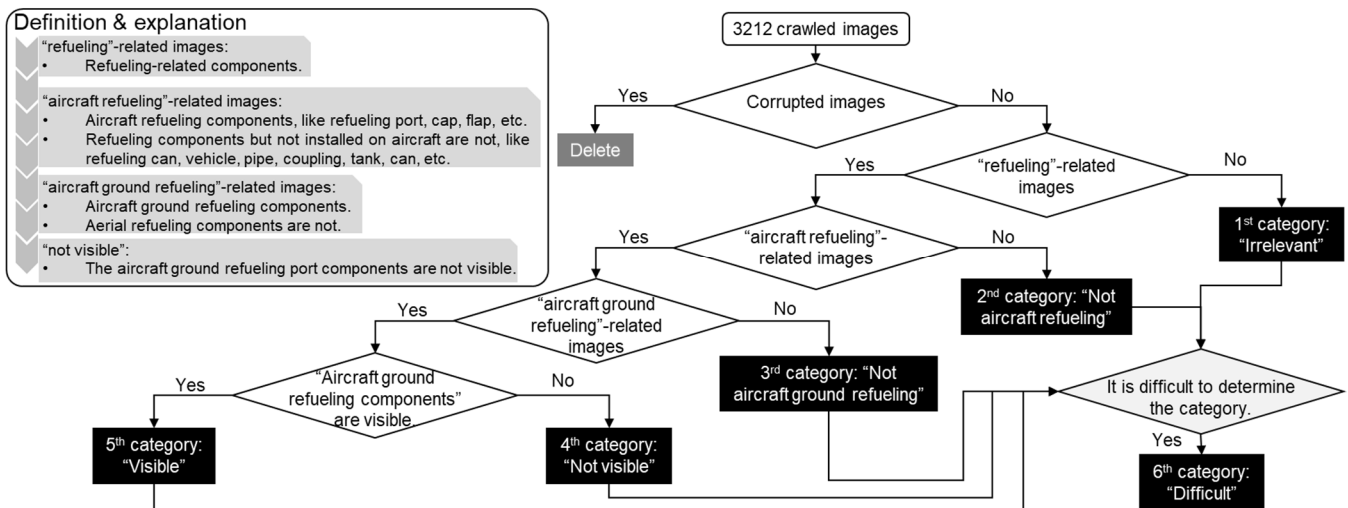 Definition & explanation
“refueling”-related images:
• Refueling-related components.
“aircraft refueling”-related images:
• Aircraft refueling components, like refueling port, cap, flap, etc.
• Refueling components but not installed on aircraft are not, like
refueling can, vehicle, pipe, coupling, tank, can, etc.
“aircraft ground refueling”-related images:
• Aircraft ground refueling components.
• Aerial refueling components are not.
“not visible”:
• The aircraft ground refueling port components are not visible.
3212 crawled images
Corrupted images
Yes
No
Delete
“refueling”-related
images
Yes
No
1st category:
“Irrelevant”
“aircraft refueling”-
related images
Yes
No
2nd category: “Not
aircraft refueling”
“aircraft ground
refueling”-related
images
Yes
No
3rd category: “Not
aircraft ground refueling”
“Aircraft ground
refueling components”
are visible.
Yes
No
5th category:
“Visible”
4th category:
“Not visible”
It is difficult to determine
the category.
Yes
6th category:
“Difficult”